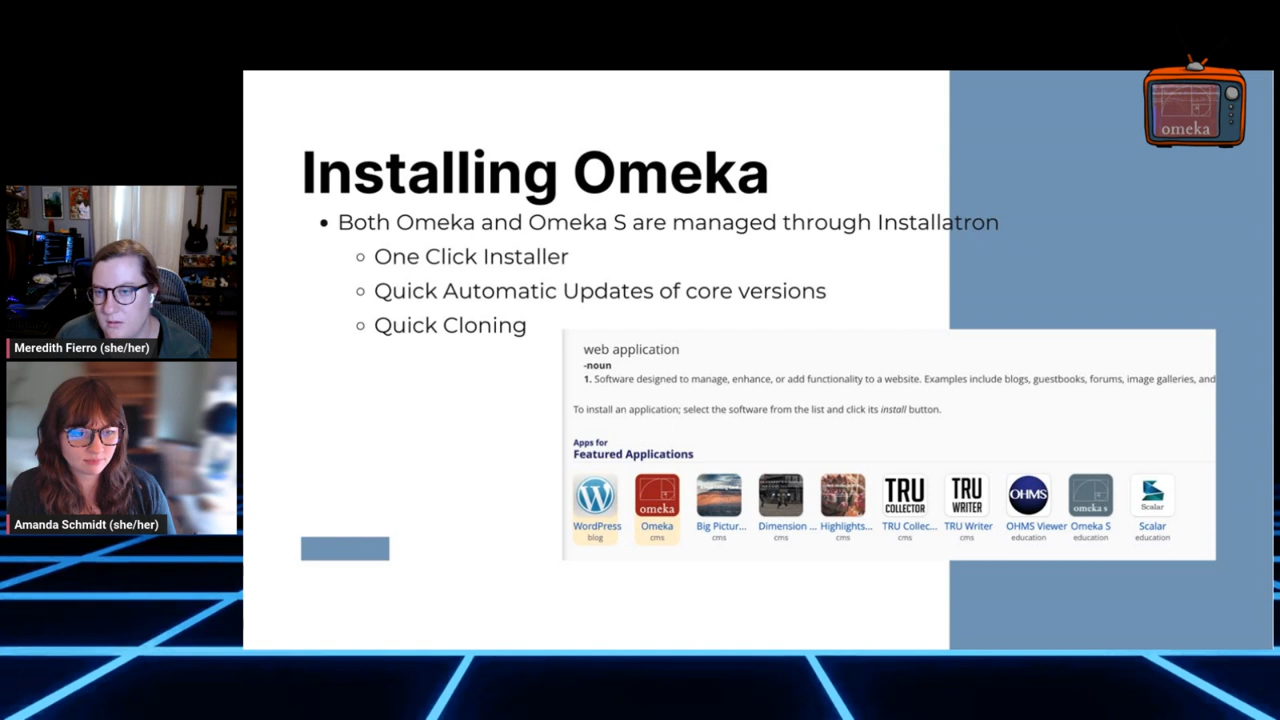 omeka
Installing Omeka
Both Omeka and Omeka S are managed through Installatron
One Click Installer
Quick Automatic Updates of core versions
Quick Cloning
web application
-noun
1. Software designed to manage, enhance, or add functionality to a website. Examples include blogs, guestbooks, forums, image galleries, and
To install an application; select the software from the list and click its install button.
Apps for
Featured Applications
omeka
TRU
COLLECTOR
TRU
WRITER
OHMS
omeka s
Scalar
WordPress Omeka Big Pictur... Dimension ... Highlights... TRU Collec... TRU Writer OHMS Viewer Omeka S Scalar
blog cms cms cms cms cms cms education education education
Meredith Fierro (she/her)
Amanda Schmidt (she/her)